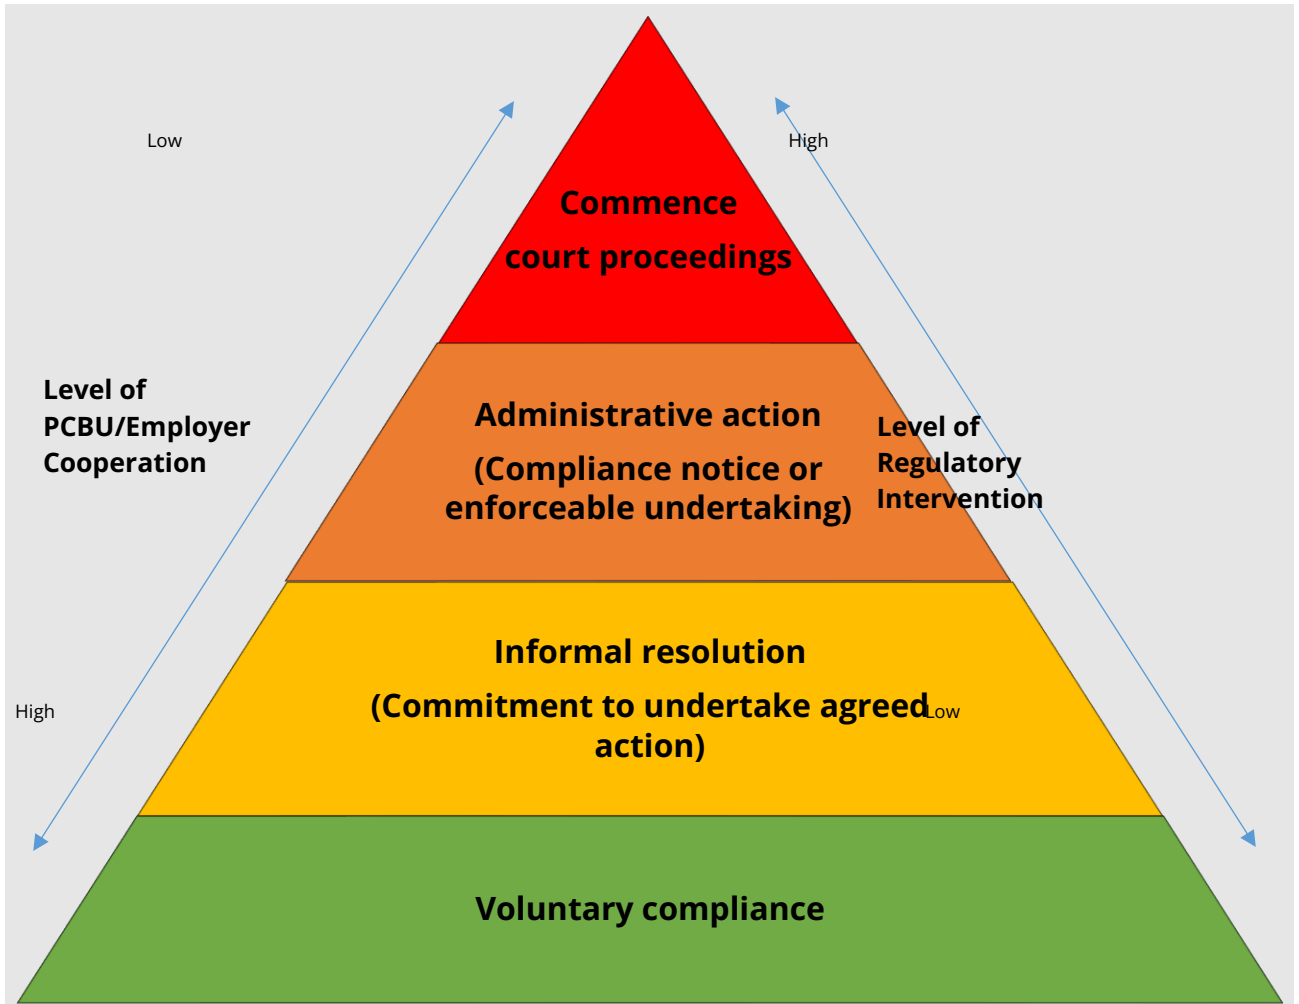 Low
High
Commence
court proceedings
Level of
PCBU/Employer
Cooperation
Administrative action
(Compliance notice or
enforceable undertaking)
Level of
Regulatory
Intervention
Informal resolution
(Commitment to undertake agreed
action)
High
Low
Voluntary compliance